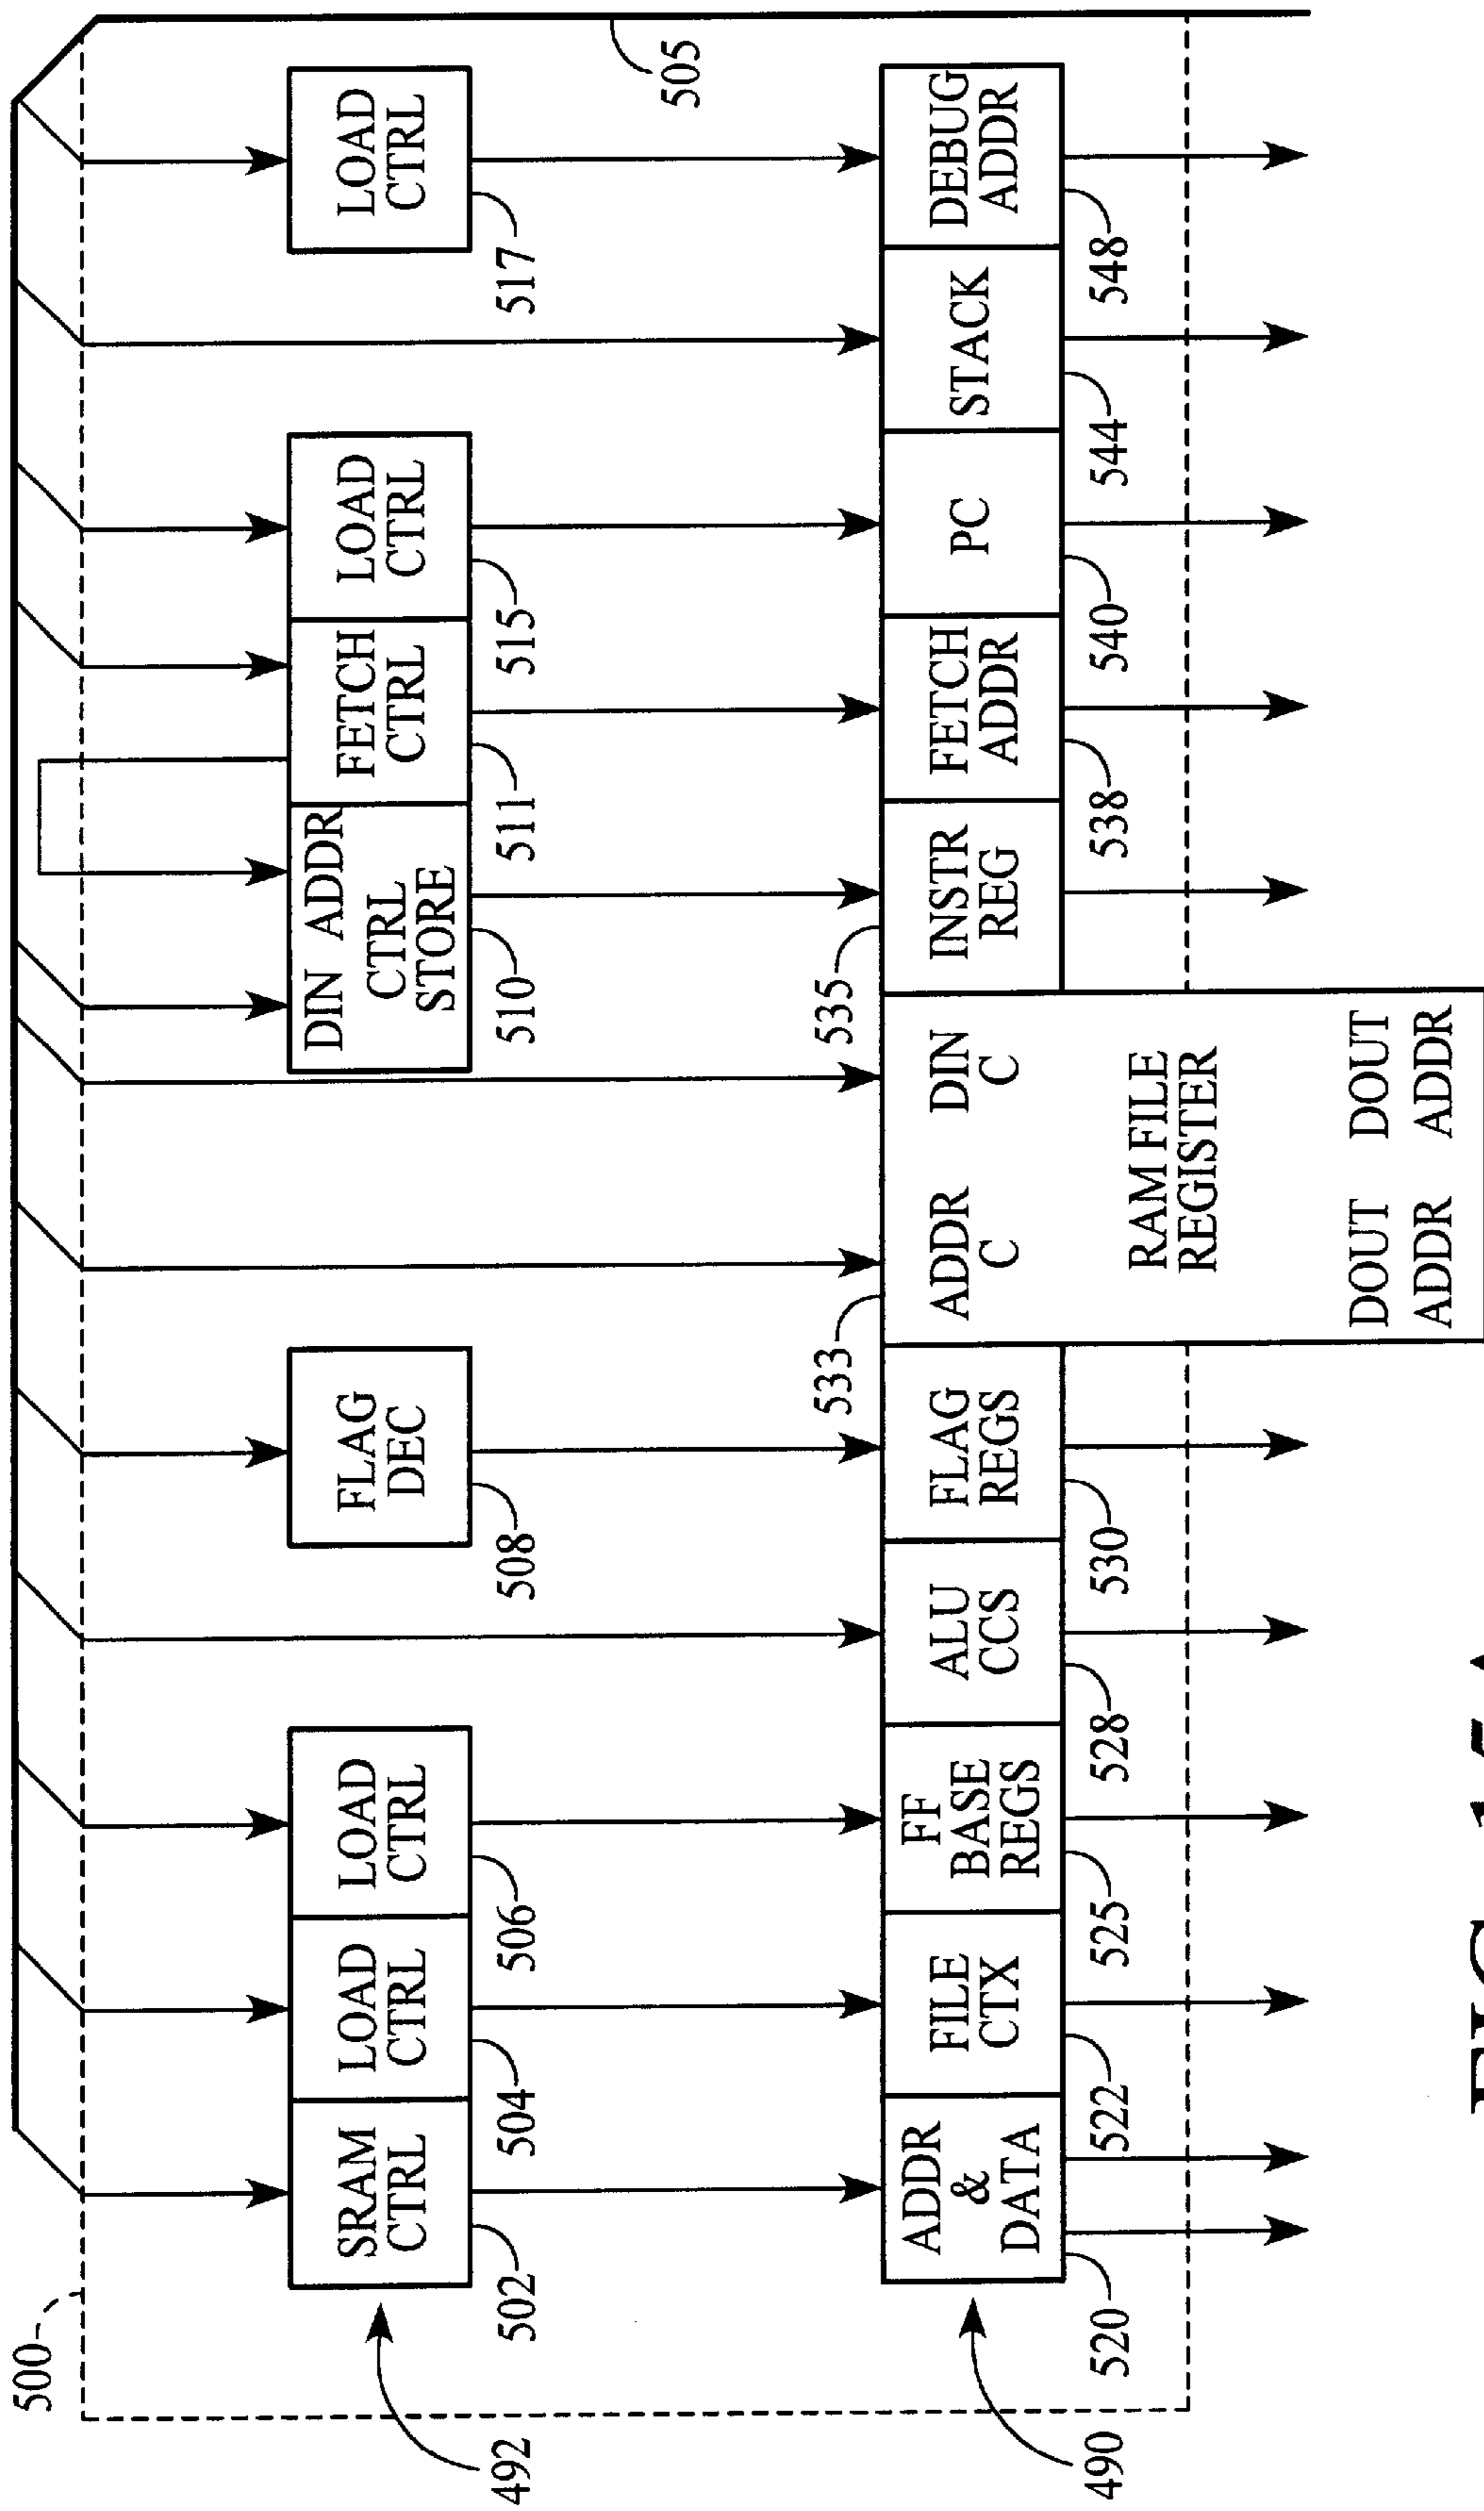 500
492
SRAM
CTRL
502
LOAD
CTRL
504
LOAD
CTRL
506
FLAG
DEC
508
DIN ADDR
CTRL
STORE
510
FETCH
CTRL
511
LOAD
CTRL
515
LOAD
CTRL
517
505
490
ADDR
&
DATA
520
FILE
CTX
522
FF
BASE
REGS
525
ALU
CCS
528
FLAG
REGS
530
533
ADDR DIN
C C
RAM FILE
REGISTER
DOUT DOUT
ADDR ADDR
535
INSTR
REG
FETCH
ADDR
538
PC
540
STACK
544
DEBUG
ADDR
548